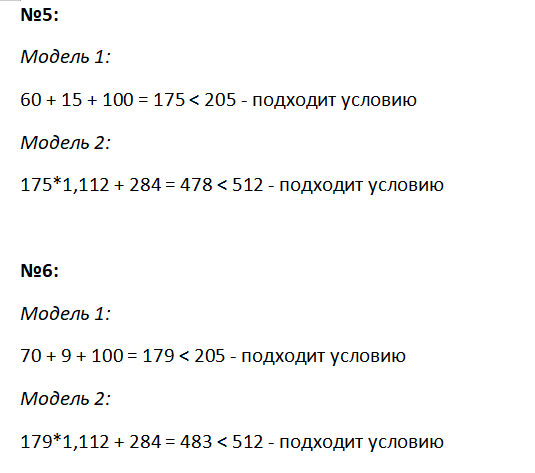 №5:
Модель 1:
60 + 15 + 100 = 175 < 205 - подходит условию
Модель 2:
175*1,112 + 284 = 478 < 512 - подходит условию
№6:
Модель 1:
70 + 9 + 100 = 179 < 205 - подходит условию
Модель 2:
179*1,112 + 284 = 483 < 512 - подходит условию